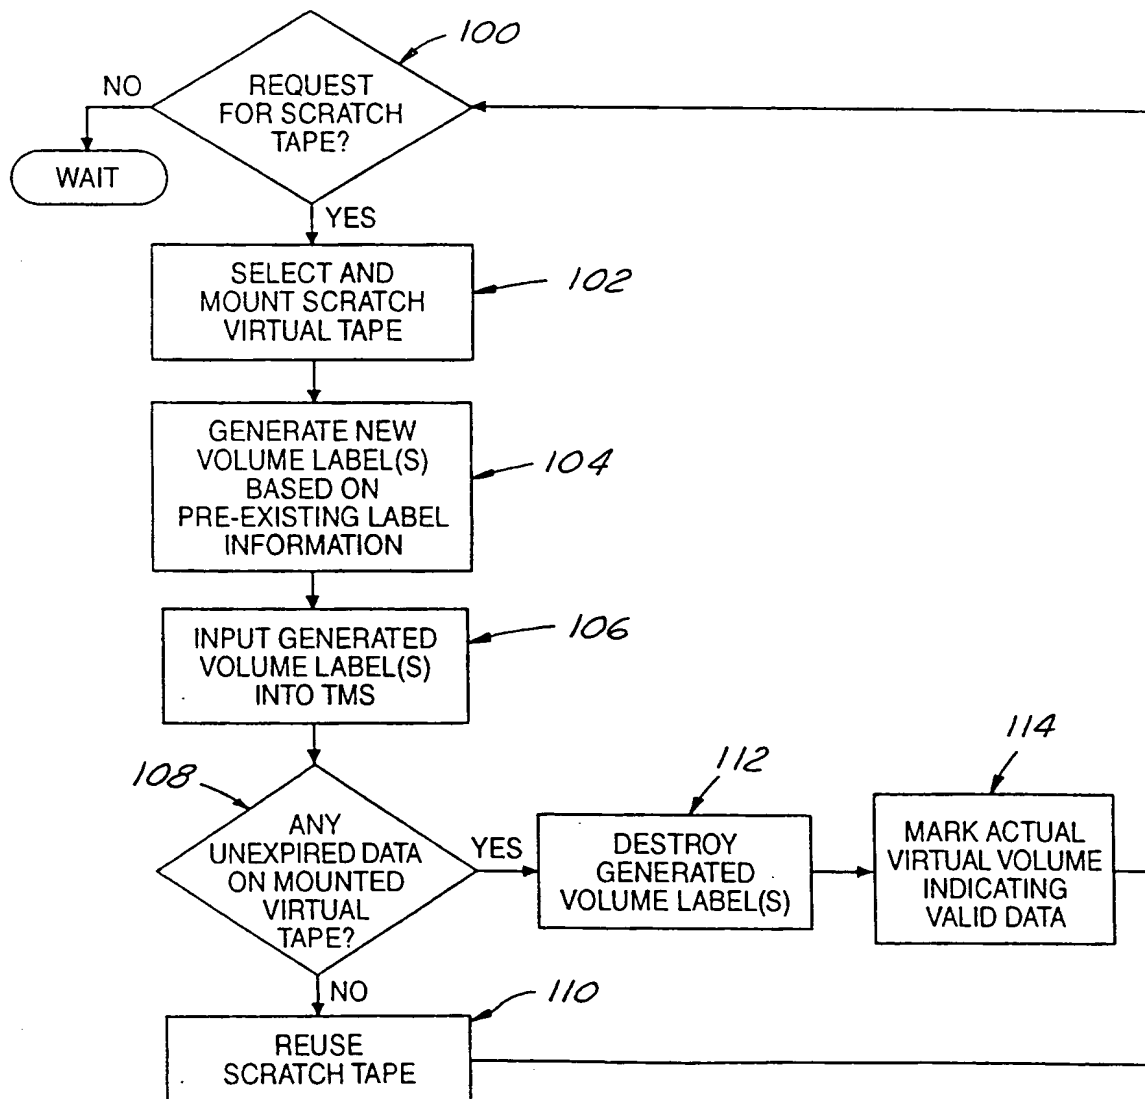 100
NO
REQUEST
FOR SCRATCH
TAPE?
WAIT
YES
SELECT AND
MOUNT SCRATCH
VIRTUAL TAPE
102
GENERATE NEW
VOLUME LABEL(S)
BASED ON
PRE-EXISTING LABEL
INFORMATION
104
INPUT GENERATED
VOLUME LABEL(S)
INTO TMS
106
108
ANY
UNEXPIRED DATA
ON MOUNTED
VIRTUAL
TAPE?
YES
112
DESTROY
GENERATED
VOLUME LABEL(S)
114
MARK ACTUAL
VIRTUAL VOLUME
INDICATING
VALID DATA
NO
110
REUSE
SCRATCH TAPE